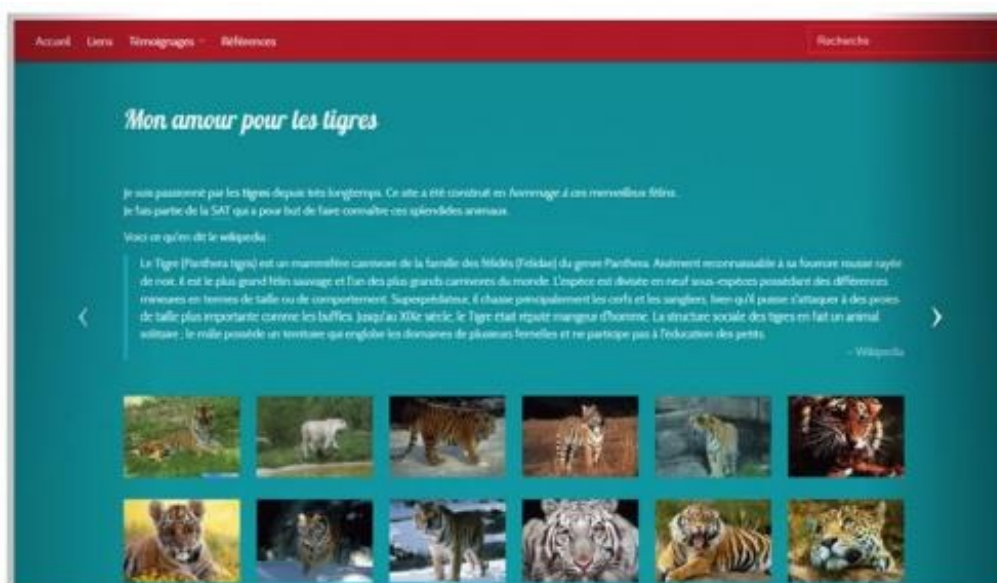 Accueil Liens Témoignages Références Recherche
Mon amour pour les tigres
Je suis passionné par les tigres depuis très longtemps. Ce site a été construit en hommage à ces merveilleux félins.
Je fais partie de la SAT qui a pour but de faire connaître ces splendides animaux.
Voici ce qu'en dit le wikipedia :
Le Tigre (Panthera tigris) est un mammifère carnivore de la famille des félidés (Felidae) du genre Panthera. Aisément reconnaissable à sa fourrure rousse rayée
de noir, il est le plus grand félin sauvage et l'un des plus grands carnivores du monde. L'espèce est divisée en neuf sous-espèces possédant des différences
mineures en termes de taille ou de comportement. Superprédateur, il chasse principalement les cerfs et les sangliers, bien qu'il puisse s'attaquer à des proies
de taille plus importante comme les buffles. Jusqu'au XIXe siècle, le Tigre était réputé mangeur d'homme. La structure sociale des tigres en fait un animal
solitaire ; le mâle possède un territoire qui englobe les domaines de plusieurs femelles et ne participe pas à l'éducation des petits.
– Wikipedia